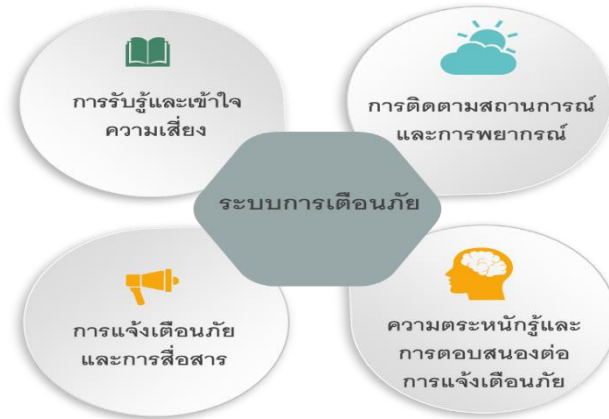 การรับรู้และเข้าใจ
ความเสี่ยง
การติดตามสถานการณ์
และการพยากรณ์
ระบบการเตือนภัย
การแจ้งเตือนภัย
และการสื่อสาร
ความตระหนักรู้และ
การตอบสนองต่อ
การแจ้งเตือนภัย